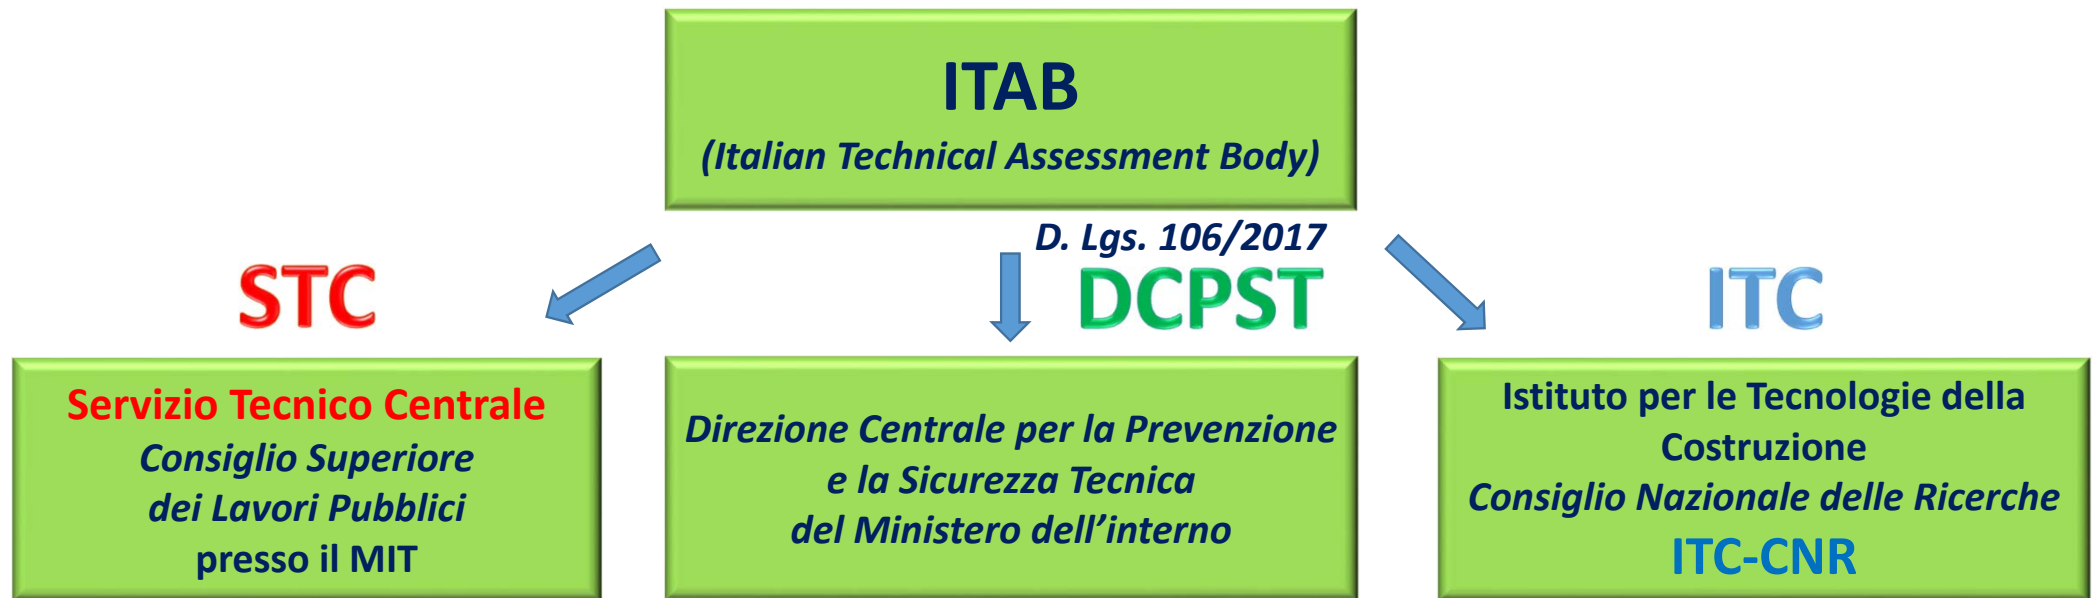 ITAB
(Italian Technical Assessment Body)
D. Lgs. 106/2017
STC
DCPST
ITC
Servizio Tecnico Centrale
Consiglio Superiore
dei Lavori Pubblici
presso il MIT
Direzione Centrale per la Prevenzione
e la Sicurezza Tecnica
del Ministero dell’interno
Istituto per le Tecnologie della
Costruzione
Consiglio Nazionale delle Ricerche
ITC-CNR